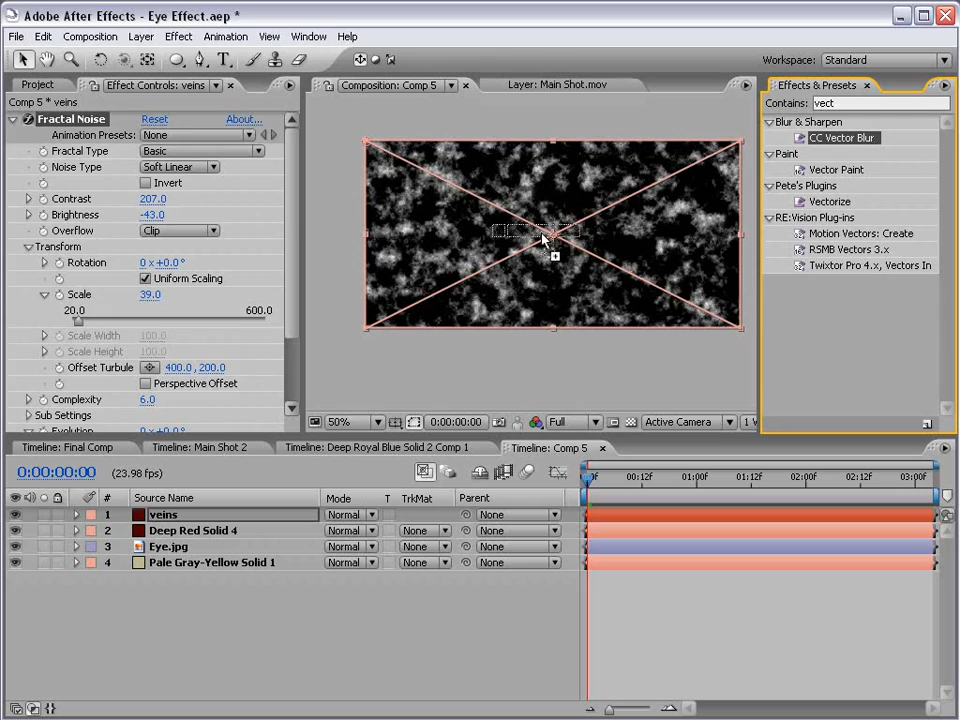 Adobe After Effects - Eye Effect.aep *
File Edit Composition Layer Effect Animation View Window Help
Workspace: Standard
Project Effect Controls: veins
Comp 5 * veins
Fractal Noise Reset About...
Animation Presets: None
Fractal Type Basic
Noise Type Soft Linear
Invert
Contrast 207.0
Brightness -43.0
Overflow Clip
Transform
Rotation 0 x +0.0 °
Uniform Scaling
Scale 39.0
20.0 600.0
Scale Width 100.0
Scale Height 100.0
Offset Turbule 400.0 , 200.0
Perspective Offset
Complexity 6.0
Sub Settings
Evolution 0 x +0.0 °
Composition: Comp 5 Layer: Main Shot.mov
50% 0:00:00:00 Full Active Camera 1 V
Effects & Presets
Contains: vect
Blur & Sharpen
CC Vector Blur
Paint
Vector Paint
Pete's Plugins
Vectorize
RE:Vision Plug-ins
Motion Vectors: Create
RSMB Vectors 3.x
Twixtor Pro 4.x, Vectors In
Timeline: Final Comp Timeline: Main Shot 2 Timeline: Deep Royal Blue Solid 2 Comp 1 Timeline: Comp 5
0:00:00:00 (23.98 fps)
00:12f 01:00f 01:12f 02:00f 02:12f 03:00f
# Source Name Mode T TrkMat Parent
1 veins Normal None
2 Deep Red Solid 4 Normal None None
3 Eye.jpg Normal None None
4 Pale Gray-Yellow Solid 1 Normal None None